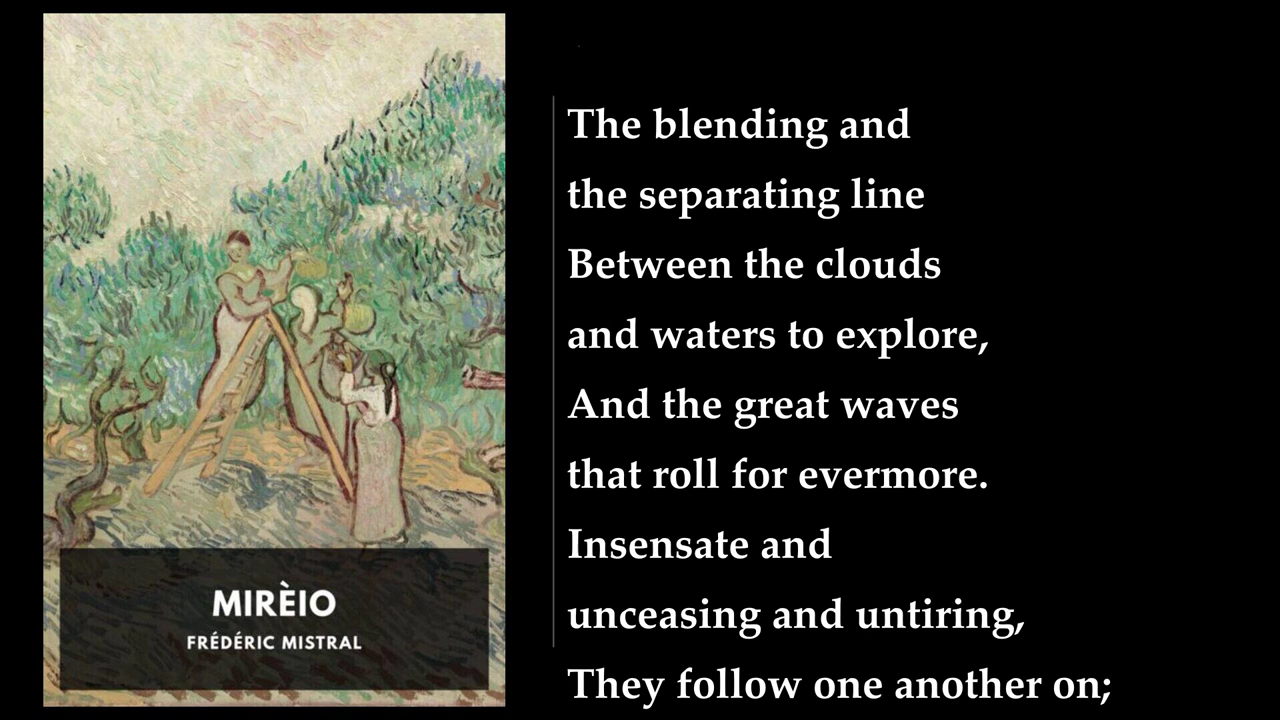 MIRÈIO
FRÉDÉRIC MISTRAL
The blending and
the separating line
Between the clouds
and waters to explore,
And the great waves
that roll for evermore.
Insensate and
unceasing and untiring,
They follow one another on;